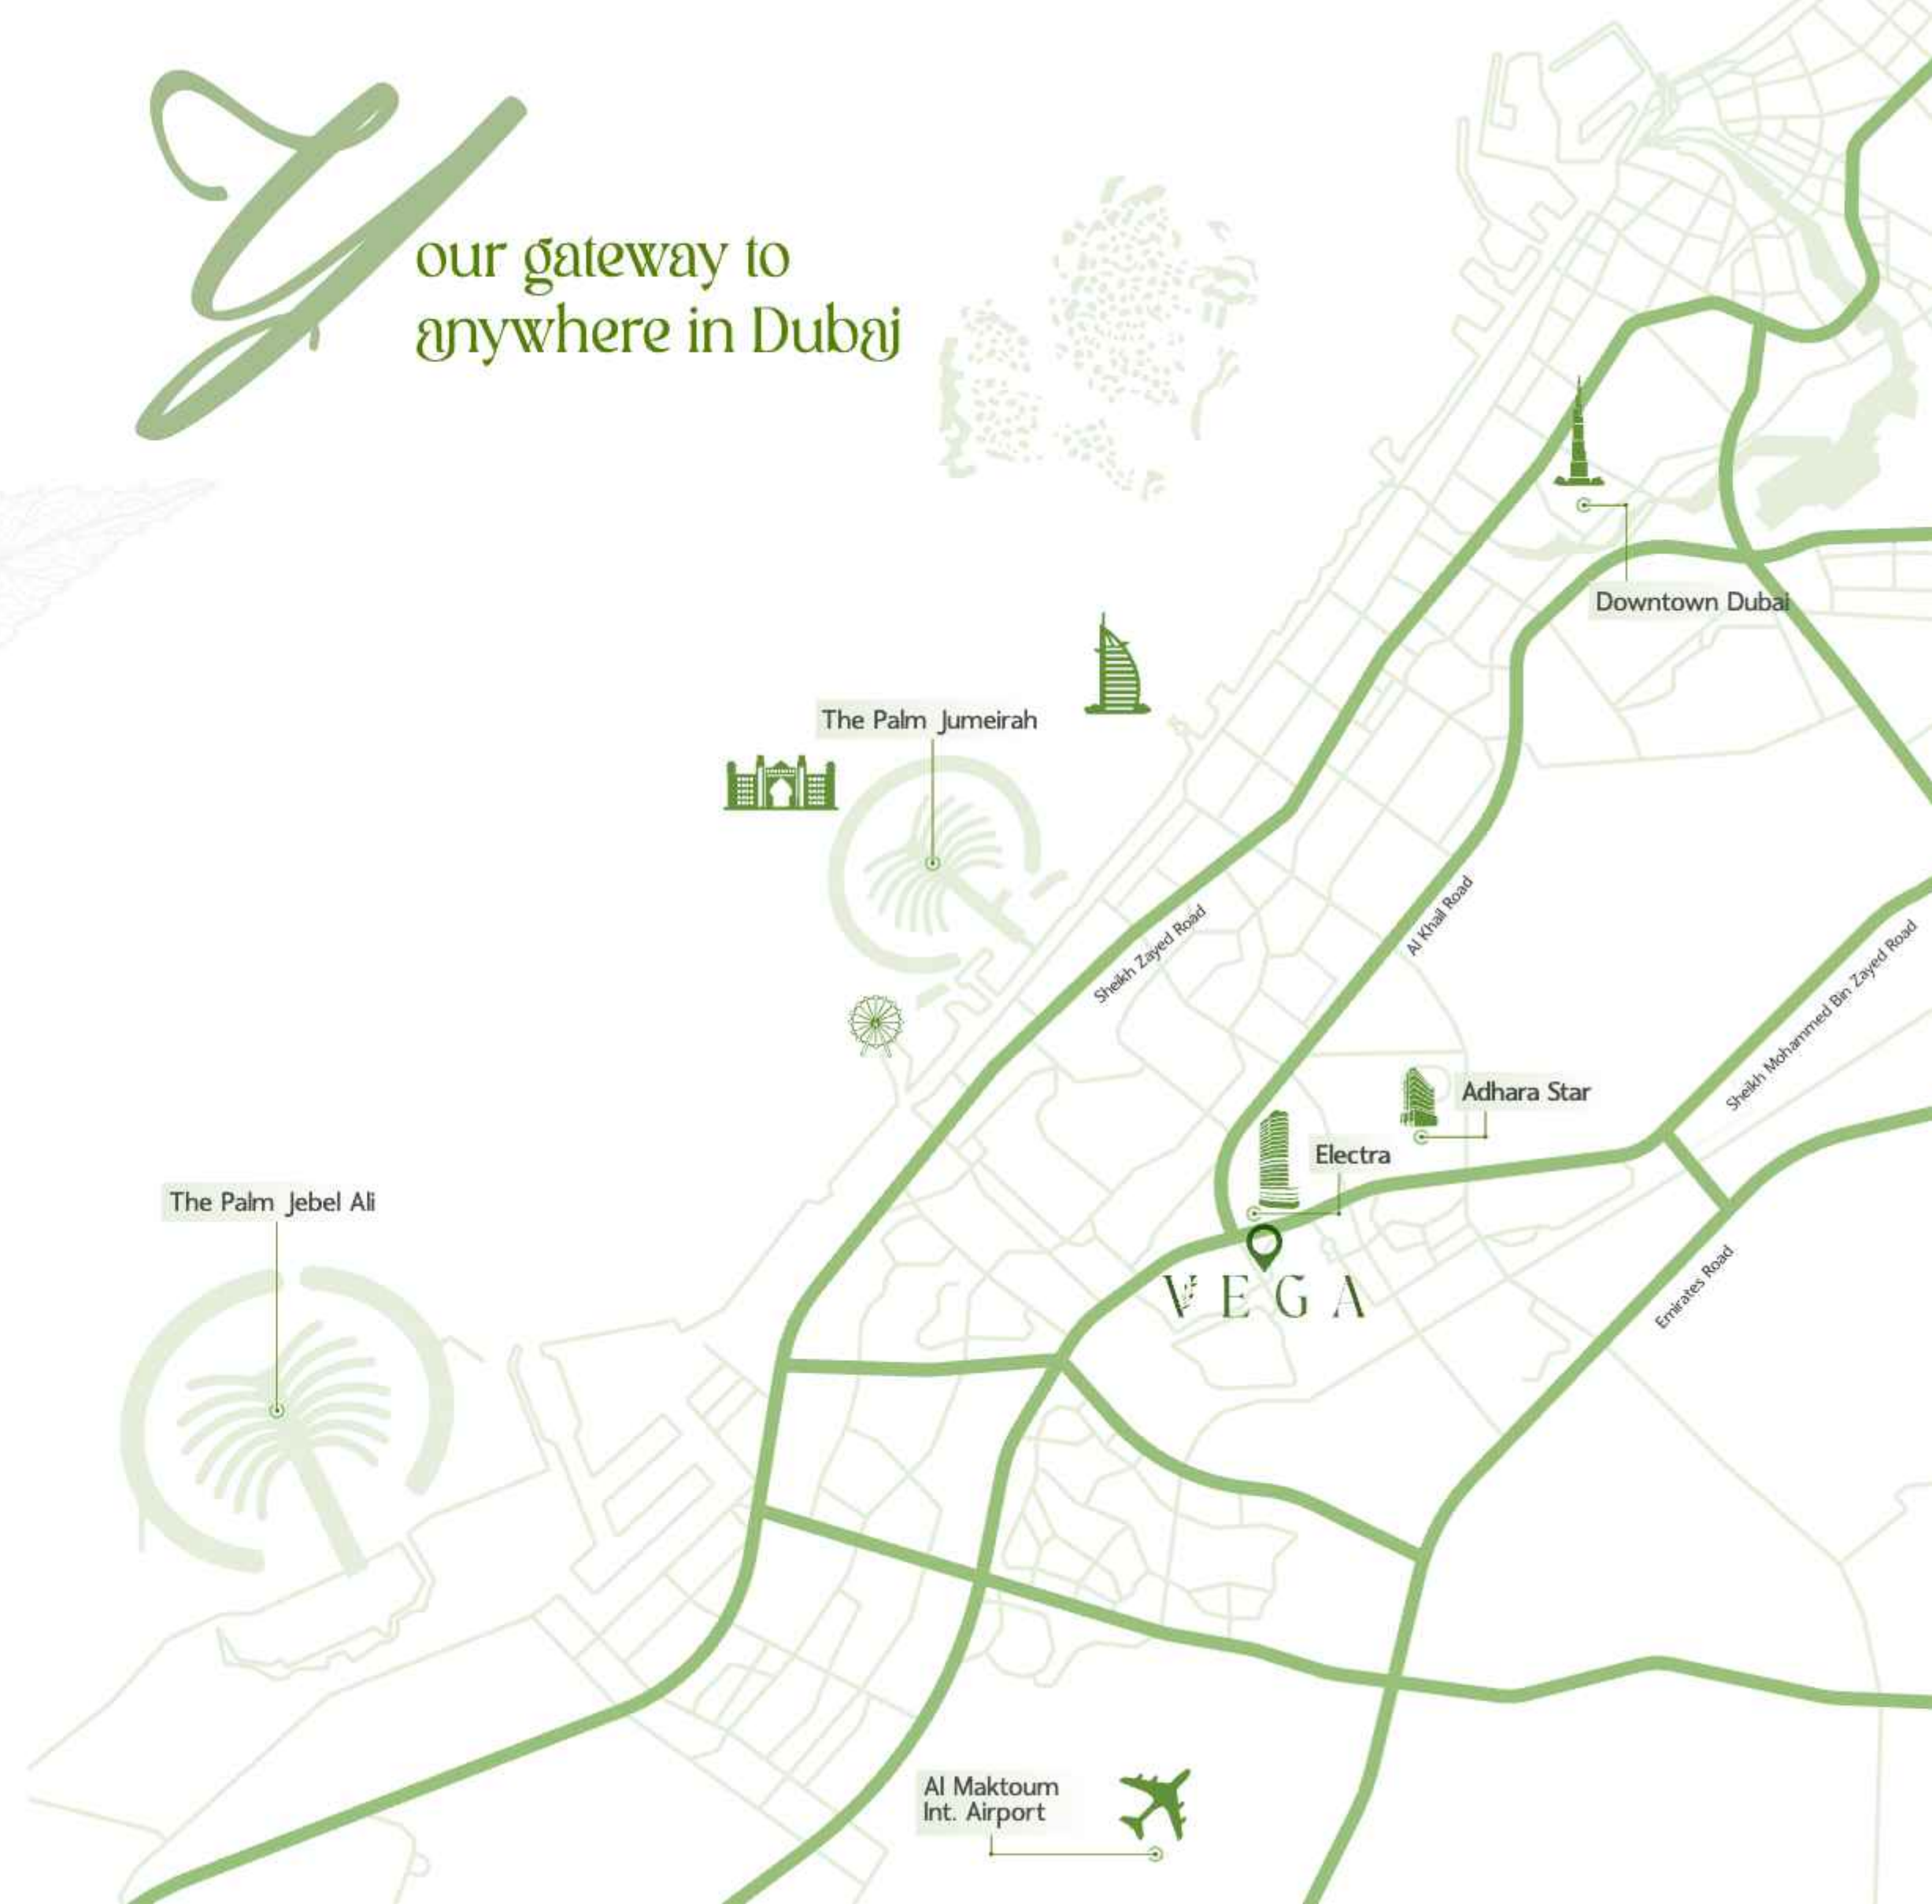 Your gateway to
anywhere in Dubai
Downtown Dubai
The Palm Jumeirah
Sheikh Zayed Road
Al Khail Road
Sheikh Mohammed Bin Zayed Road
Adhara Star
Electra
The Palm Jebel Ali
VEGA
Emirates Road
Al Maktoum
Int. Airport